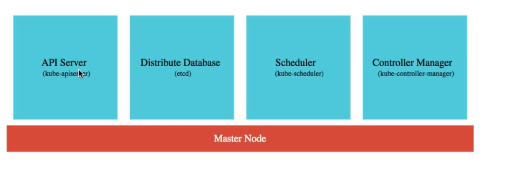 API Server
(kube-apiserver)
Distribute Database
(etcd)
Scheduler
(kube-scheduler)
Controller Manager
(kube-controller-manager)
Master Node